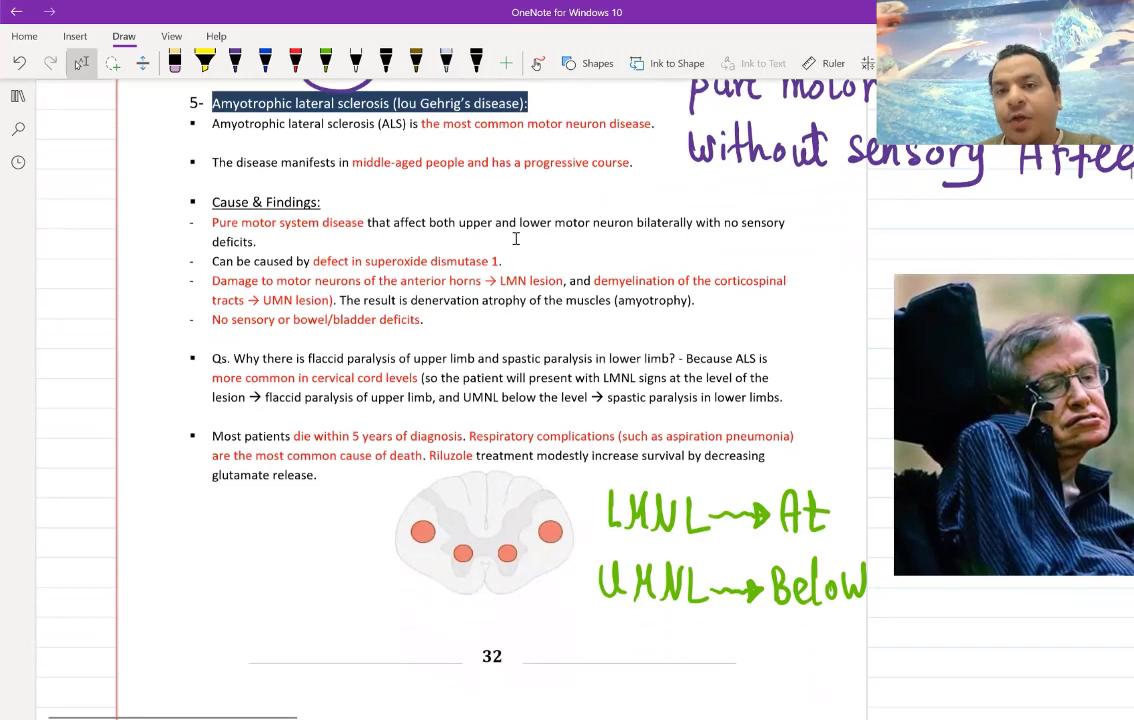 OneNote for Windows 10
Home Insert Draw View Help
Shapes Ink to Shape Ink to Text Ruler
pure motor
without sensory Affec
5- Amyotrophic lateral sclerosis (lou Gehrig's disease):
▪ Amyotrophic lateral sclerosis (ALS) is the most common motor neuron disease.
▪ The disease manifests in middle-aged people and has a progressive course.
▪ Cause & Findings:
- Pure motor system disease that affect both upper and lower motor neuron bilaterally with no sensory
deficits.
- Can be caused by defect in superoxide dismutase 1.
- Damage to motor neurons of the anterior horns → LMN lesion, and demyelination of the corticospinal
tracts → UMN lesion). The result is denervation atrophy of the muscles (amyotrophy).
- No sensory or bowel/bladder deficits.
▪ Qs. Why there is flaccid paralysis of upper limb and spastic paralysis in lower limb? - Because ALS is
more common in cervical cord levels (so the patient will present with LMNL signs at the level of the
lesion → flaccid paralysis of upper limb, and UMNL below the level → spastic paralysis in lower limbs.
▪ Most patients die within 5 years of diagnosis. Respiratory complications (such as aspiration pneumonia)
are the most common cause of death. Riluzole treatment modestly increase survival by decreasing
glutamate release.
LMNL → At
UMNL → Below
32